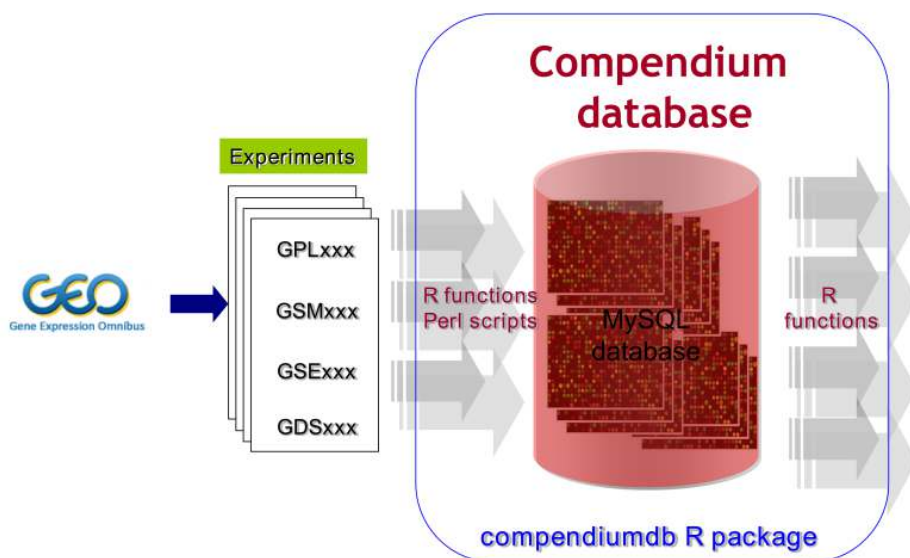 Compendium
database
Experiments
GPLxxx
GSMxxx
GSExxx
GDSxxx
GEO
Gene Expression Omnibus
R functions
Perl scripts
MySQL
database
R
functions
compendiumdb R package